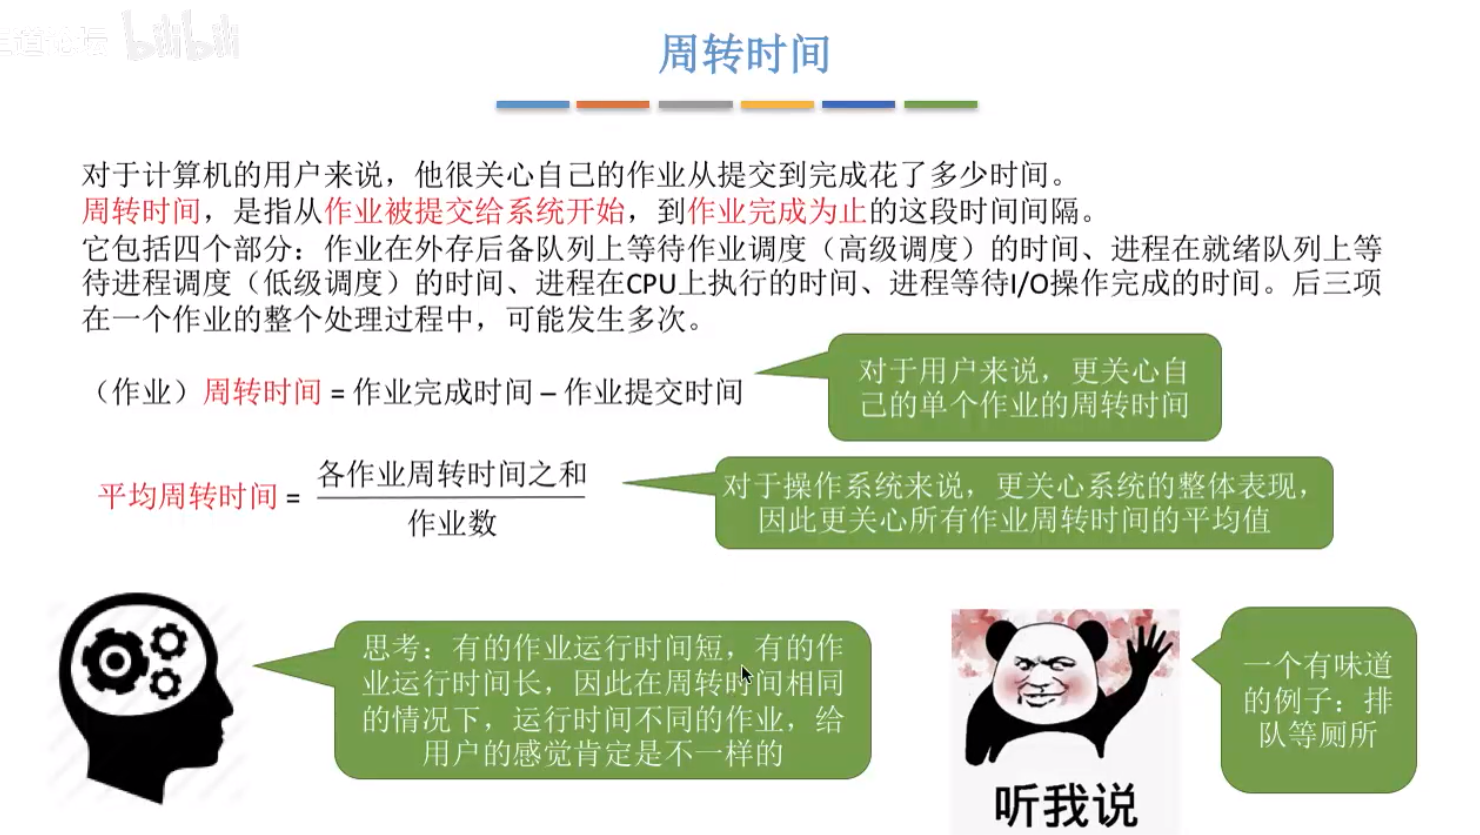 bilibili
周转时间
对于计算机的用户来说，他很关心自己的作业从提交到完成花了多少时间。
周转时间，是指从作业被提交给系统开始，到作业完成为止的这段时间间隔。
它包括四个部分：作业在外存后备队列上等待作业调度（高级调度）的时间、进程在就绪队列上等
待进程调度（低级调度）的时间、进程在CPU上执行的时间、进程等待I/O操作完成的时间。后三项
在一个作业的整个处理过程中，可能发生多次。
（作业）周转时间 = 作业完成时间 – 作业提交时间
对于用户来说，更关心自
己的单个作业的周转时间
平均周转时间 =
各作业周转时间之和
作业数
对于操作系统来说，更关心系统的整体表现，
因此更关心所有作业周转时间的平均值
思考：有的作业运行时间短，有的作
业运行时间长，因此在周转时间相同
的情况下，运行时间不同的作业，给
用户的感觉肯定是不一样的
听我说
一个有味道
的例子：排
队等厕所